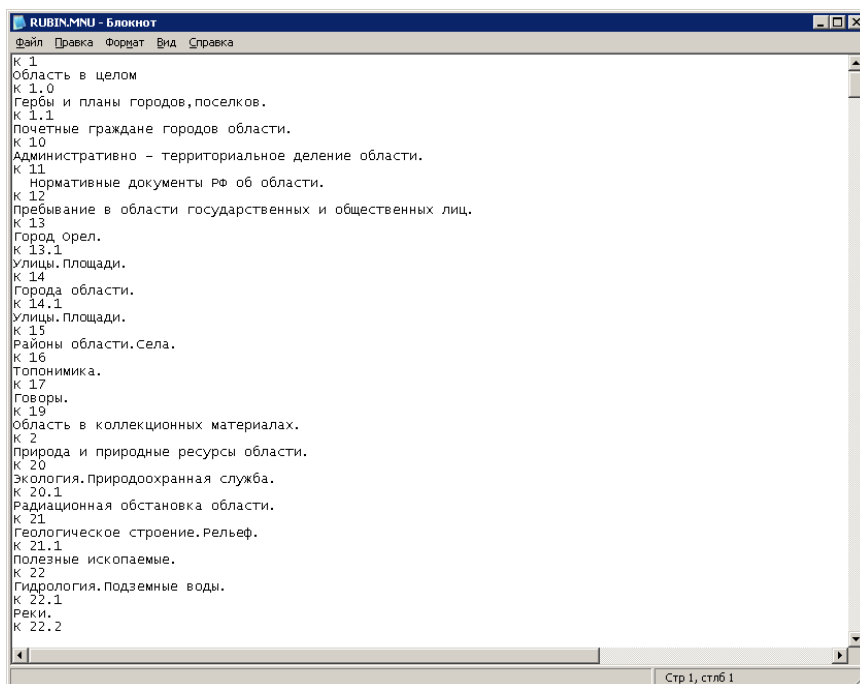 RUBIN.MNU - Блокнот
Файл Правка Формат Вид Справка
К 1
Область в целом
К 1.0
Гербы и планы городов,поселков.
К 1.1
Почетные граждане городов области.
К 10
Административно – территориальное деление области.
К 11
Нормативные документы РФ об области.
К 12
Пребывание в области государственных и общественных лиц.
К 13
Город Орел.
К 13.1
Улицы.Площади.
К 14
Города области.
К 14.1
Улицы.Площади.
К 15
Районы области.Села.
К 16
Топонимика.
К 17
Говоры.
К 19
Область в коллекционных материалах.
К 2
Природа и природные ресурсы области.
К 20
Экология.Природоохранная служба.
К 20.1
Радиационная обстановка области.
К 21
Геологическое строение.Рельеф.
К 21.1
Полезные ископаемые.
К 22
Гидрология.Подземные воды.
К 22.1
Реки.
К 22.2
Стр 1, стлб 1